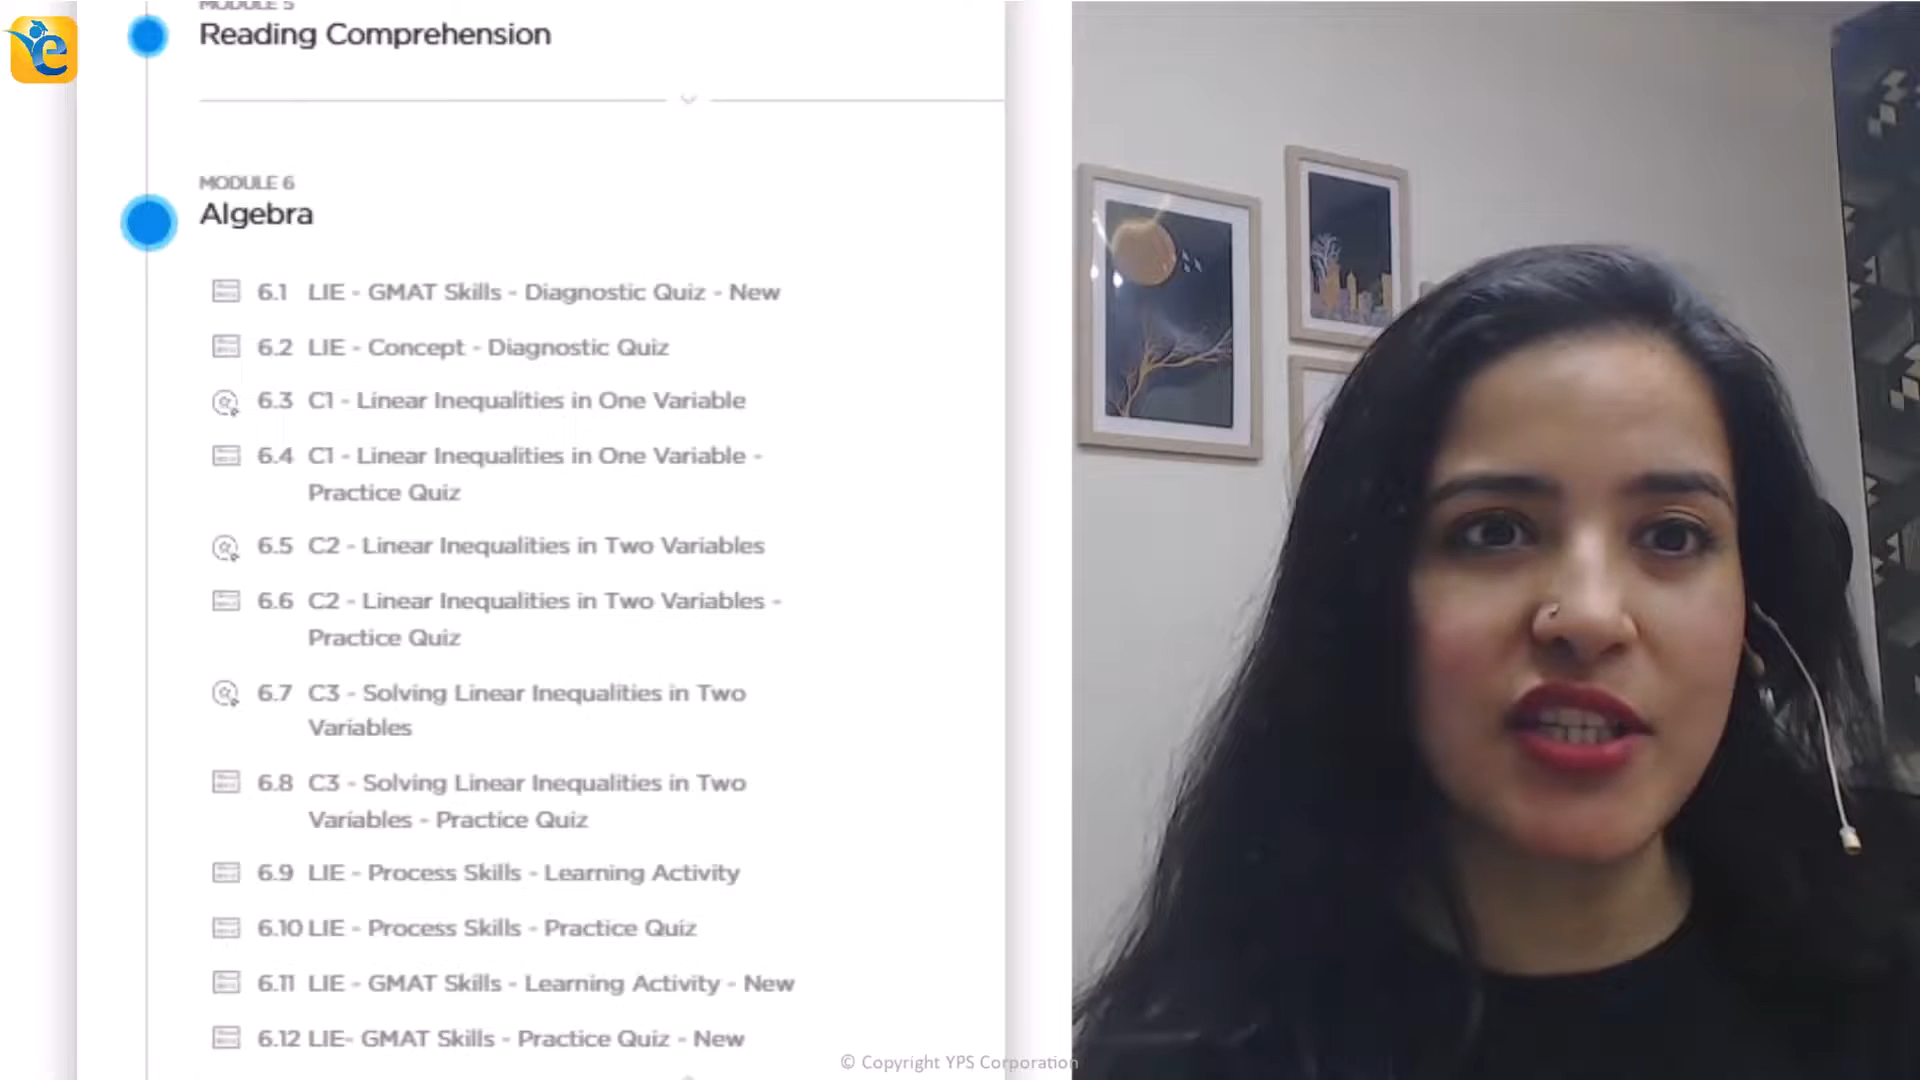 MODULE 5
Reading Comprehension
MODULE 6
Algebra
6.1 LIE - GMAT Skills - Diagnostic Quiz - New
6.2 LIE - Concept - Diagnostic Quiz
6.3 C1 - Linear Inequalities in One Variable
6.4 C1 - Linear Inequalities in One Variable -
Practice Quiz
6.5 C2 - Linear Inequalities in Two Variables
6.6 C2 - Linear Inequalities in Two Variables -
Practice Quiz
6.7 C3 - Solving Linear Inequalities in Two
Variables
6.8 C3 - Solving Linear Inequalities in Two
Variables - Practice Quiz
6.9 LIE - Process Skills - Learning Activity
6.10 LIE - Process Skills - Practice Quiz
6.11 LIE - GMAT Skills - Learning Activity - New
6.12 LIE- GMAT Skills - Practice Quiz - New
© Copyright YPS Corporation
e